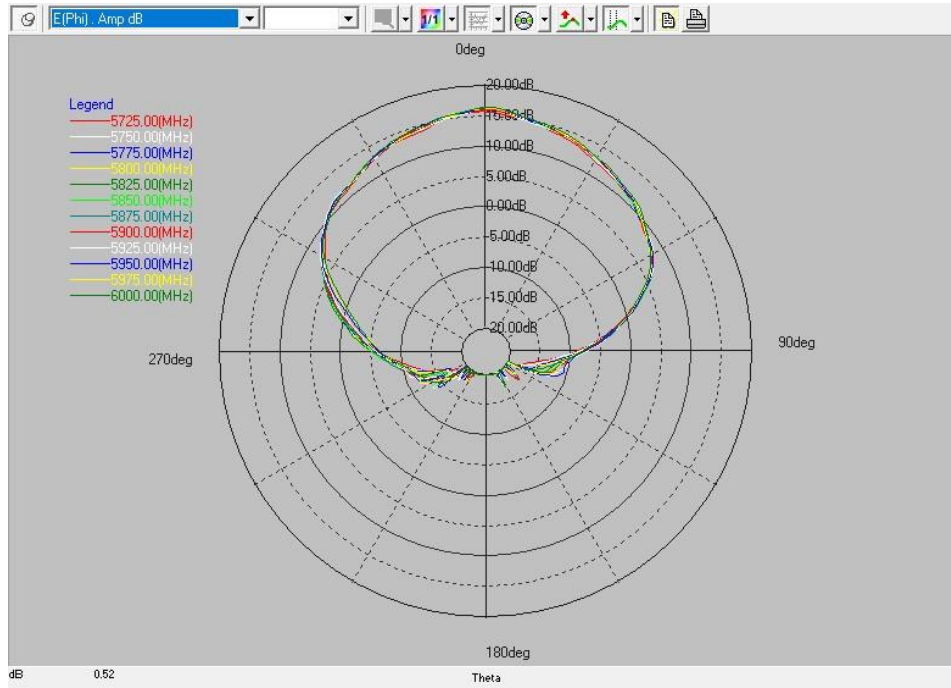 E(Phi) . Amp dB
1/1
0deg
20.00dB
15.00dB
10.00dB
5.00dB
0.00dB
-5.00dB
10.00dB
15.00dB
20.00dB
Legend
5725.00(MHz)
5750.00(MHz)
5775.00(MHz)
5800.00(MHz)
5825.00(MHz)
5850.00(MHz)
5875.00(MHz)
5900.00(MHz)
5925.00(MHz)
5950.00(MHz)
5975.00(MHz)
6000.00(MHz)
270deg
90deg
180deg
dB 0.52 Theta